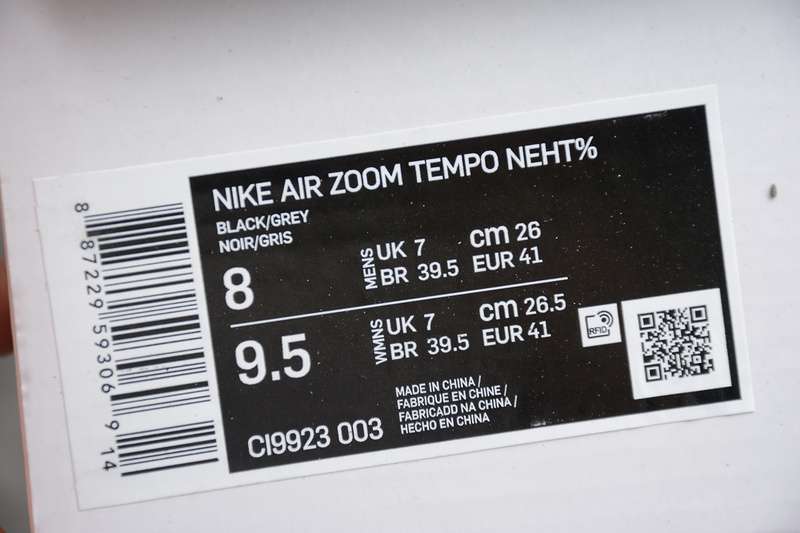 NIKE AIR ZOOM TEMPO NEHT%
BLACK/GREY
NOIR/GRIS
8
MENS
UK 7
cm 26
BR 39.5
EUR 41
9.5
WMNS
UK 7
cm 26.5
BR 39.5
EUR 41
RFID
MADE IN CHINA /
FABRIQUE EN CHINE /
FABRICADD NA CHINA /
HECHO EN CHINA
CI9923 003
8 87229 59306 9 14